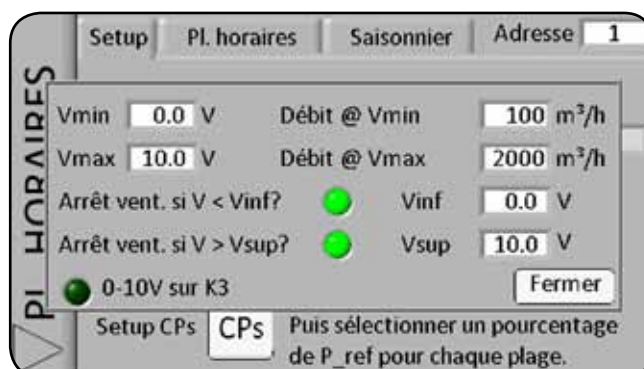 Setup Pl. horaires Saisonnier Adresse 1
PL HORAIRES
Vmin 0.0 V Débit @ Vmin 100 m³/h
Vmax 10.0 V Débit @ Vmax 2000 m³/h
Arrêt vent. si V < Vinf? Vinf 0.0 V
Arrêt vent. si V > Vsup? Vsup 10.0 V
0-10V sur K3 Fermer
Setup CPs CPs Puis sélectionner un pourcentage
de P_ref pour chaque plage.